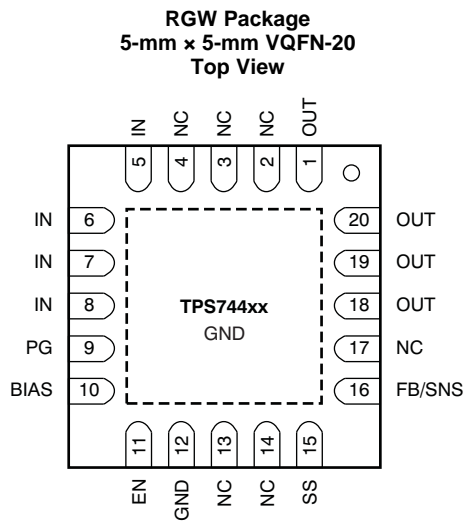 RGW Package
5-mm × 5-mm VQFN-20
Top View
IN NC NC NC OUT
5 4 3 2 1
IN 6 20 OUT
IN 7 19 OUT
IN 8 TPS744xx 18 OUT
GND
PG 9 17 NC
BIAS 10 16 FB/SNS
11 12 13 14 15
EN GND NC NC SS